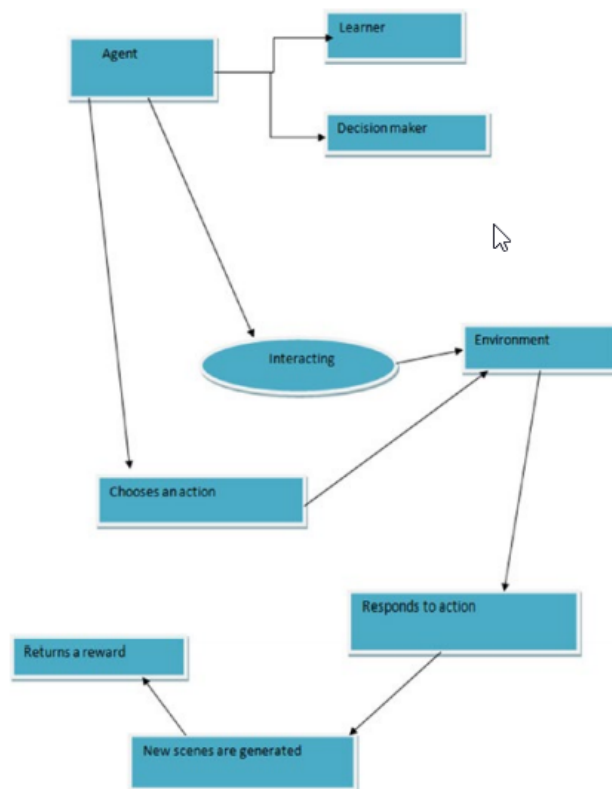 Agent
Learner
Decision maker
Interacting
Environment
Chooses an action
Responds to action
Returns a reward
New scenes are generated